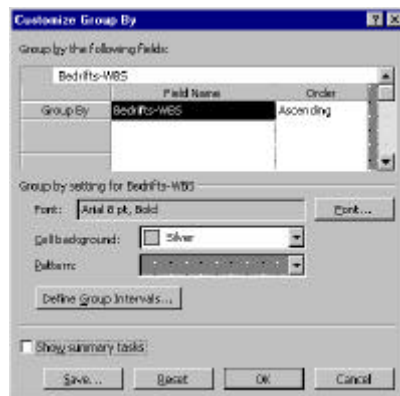 Customize Group By
Group by the following fields:
Bedrifts-WBS
Field Name Order
Group By Bedrifts-WBS Ascending
Group by setting for Bedrifts-WBS
Font: Arial 8 pt, Bold Font...
Cell background: Silver
Pattern:
Define Group Intervals...
Show summary tasks
Save... Reset OK Cancel